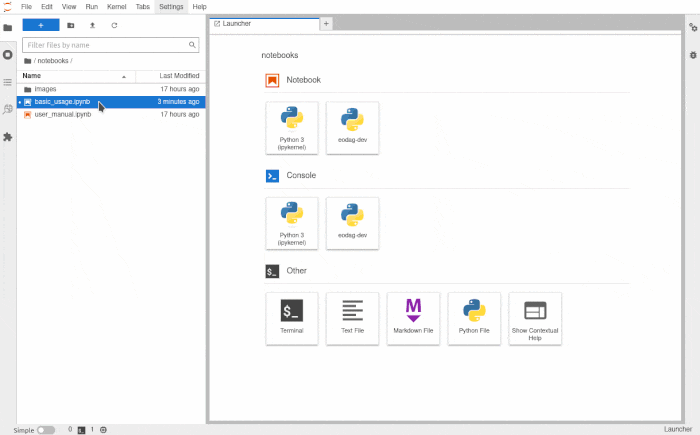 File Edit View Run Kernel Tabs Settings Help
+
Launcher
+
Filter files by name
/ notebooks /
Name Last Modified
images 17 hours ago
basic_usage.ipynb 3 minutes ago
user_manual.ipynb 17 hours ago
notebooks
Notebook
Python 3
(ipykernel)
eodag-dev
Console
Python 3
(ipykernel)
eodag-dev
$_ Other
$_
Terminal
Text File
M
Markdown File
Python File
Show Contextual
Help
Simple 0 1 Launcher